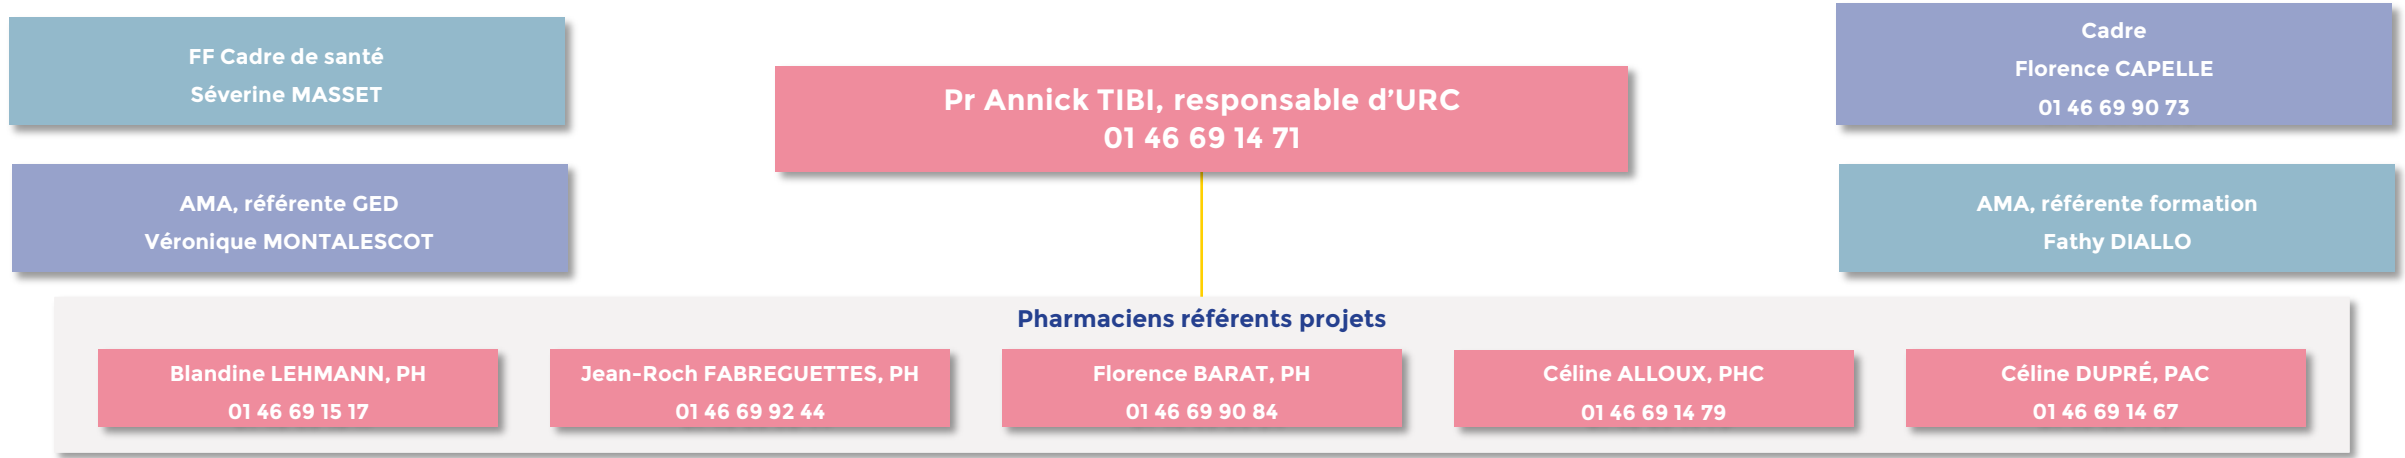 FF Cadre de santé
Séverine MASSET
AMA, référente GED
Véronique MONTALESCOT
Pr Annick TIBI, responsable d’URC
01 46 69 14 71
Cadre
Florence CAPELLE
01 46 69 90 73
AMA, référente formation
Fathy DIALLO
Pharmaciens référents projets
Blandine LEHMANN, PH
01 46 69 15 17
Jean-Roch FABREGUETTES, PH
01 46 69 92 44
Florence BARAT, PH
01 46 69 90 84
Céline ALLOUX, PHC
01 46 69 14 79
Céline DUPRÉ, PAC
01 46 69 14 67